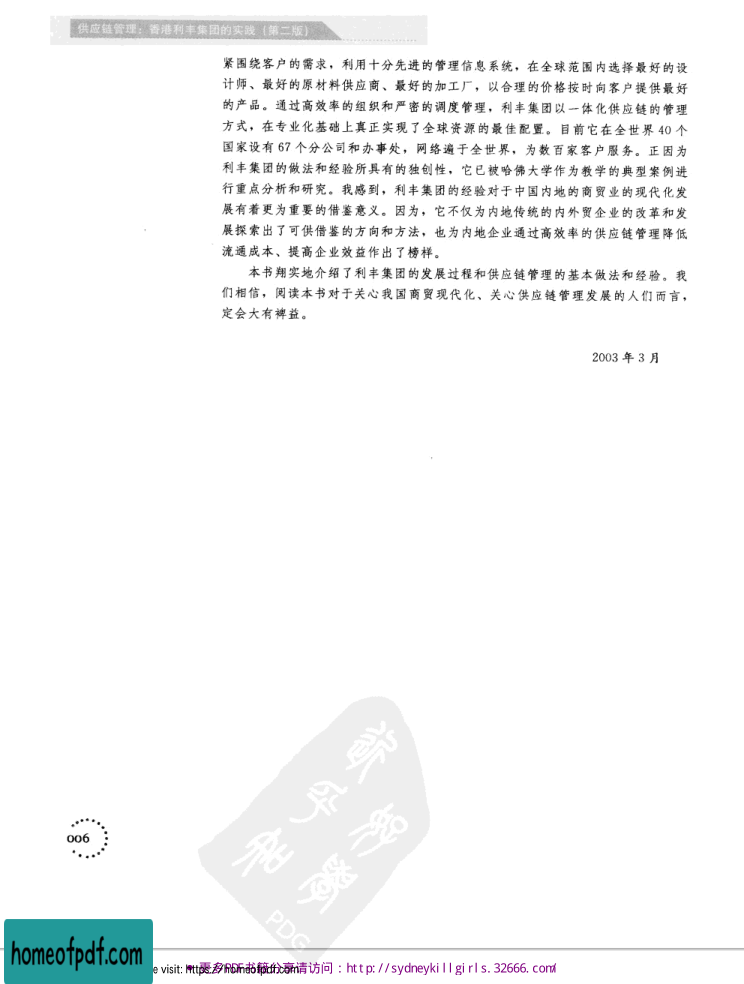 供应链管理：香港利丰集团的实践（第二版）
紧围绕客户的需求，利用十分先进的管理信息系统，在全球范围内选择最好的设
计师、最好的原材料供应商、最好的加工厂，以合理的价格按时向客户提供最好
的产品。通过高效率的组织和严密的调度管理，利丰集团以一体化供应链的管理
方式，在专业化基础上真正实现了全球资源的最佳配置。目前它在全世界 40 个
国家设有 67 个分公司和办事处，网络遍于全世界，为数百家客户服务。正因为
利丰集团的做法和经验所具有的独创性，它已被哈佛大学作为教学的典型案例进
行重点分析和研究。我感到，利丰集团的经验对于中国内地的商贸业的现代化发
展有着更为重要的借鉴意义。因为，它不仅为内地传统的内外贸企业的改革和发
展探索出了可供借鉴的方向和方法，也为内地企业通过高效率的供应链管理降低
流通成本、提高企业效益作出了榜样。
本书翔实地介绍了利丰集团的发展过程和供应链管理的基本做法和经验。我
们相信，阅读本书对于关心我国商贸现代化、关心供应链管理发展的人们而言，
定会大有裨益。
2003 年 3 月
006
PDG
homeofpdf.com
e visit: https://homeofpdf.com
更多PDF书籍分享请访问：http://sydneykillgirls.32666.com/